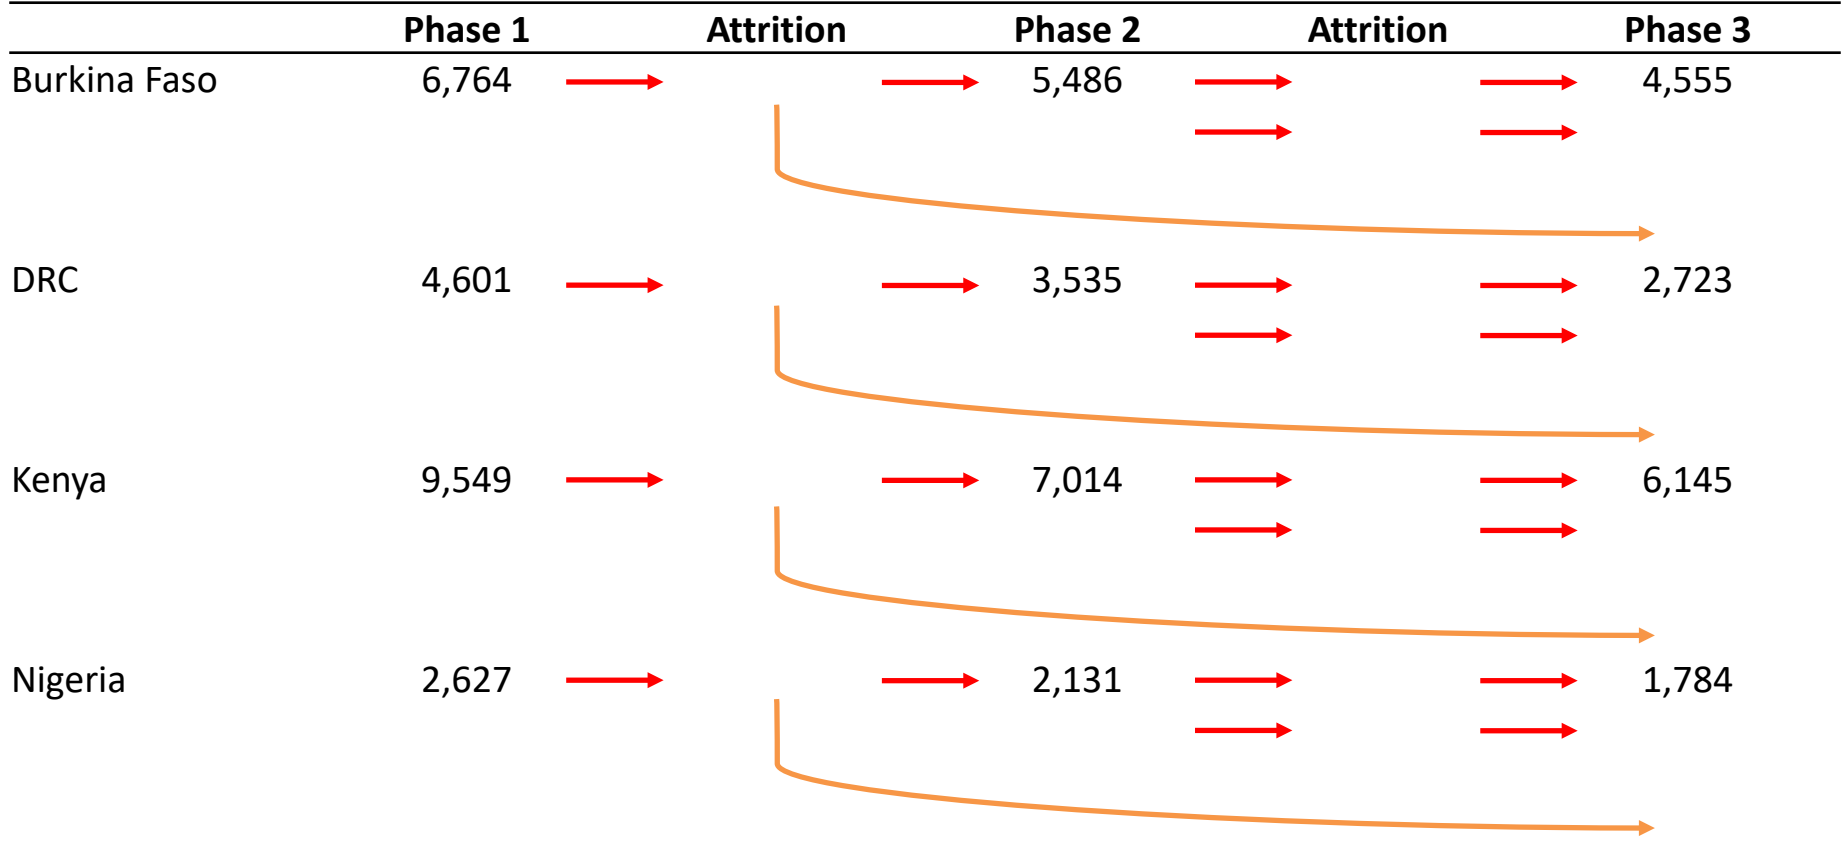 Phase 1 Attrition Phase 2 Attrition Phase 3
Burkina Faso 6,764 5,486 4,555
DRC 4,601 3,535 2,723
Kenya 9,549 7,014 6,145
Nigeria 2,627 2,131 1,784